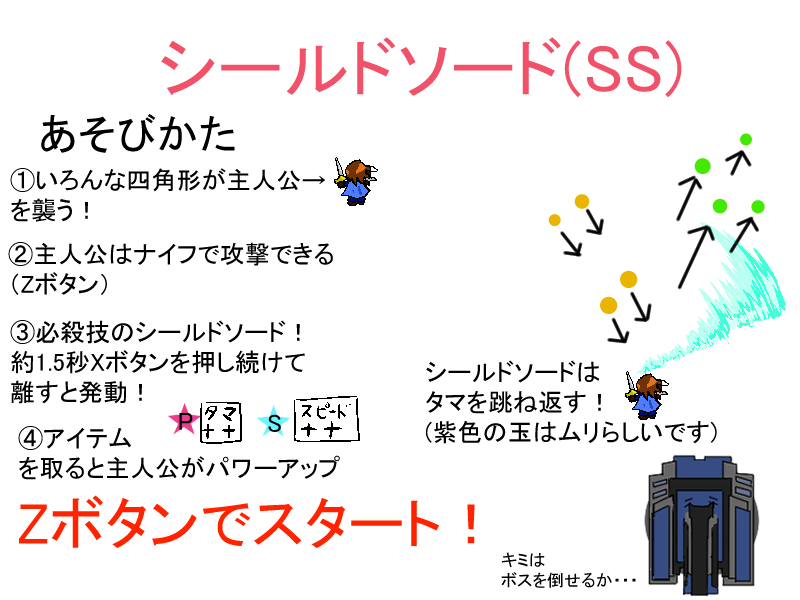 シールドソード(SS)
あそびかた
①いろんな四角形が主人公→
を襲う！
②主人公はナイフで攻撃できる
（Zボタン）
③必殺技のシールドソード！
約1.5秒Xボタンを押し続けて
離すと発動！
P タマ S スピード
++ ++
④アイテム
を取ると主人公がパワーアップ
シールドソードは
タマを跳ね返す！
(紫色の玉はムリらしいです)
Zボタンでスタート！
キミは
ボスを倒せるか・・・